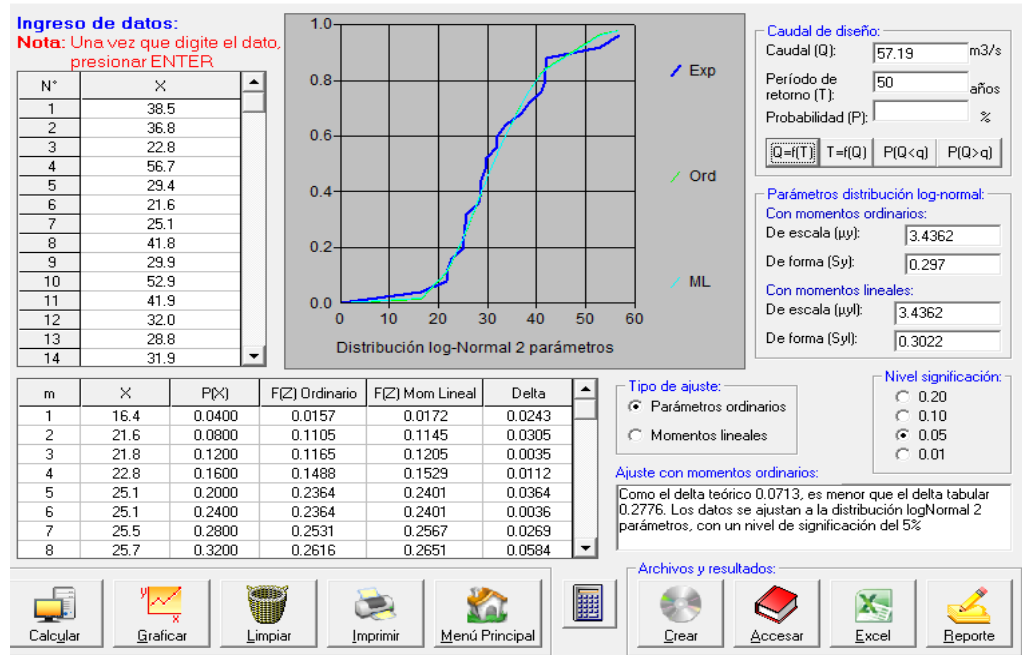 Ingreso de datos:
Nota: Una vez que digite el dato,
presionar ENTER
N° X
1 38.5
2 36.8
3 22.8
4 56.7
5 29.4
6 21.6
7 25.1
8 41.8
9 29.9
10 52.9
11 41.9
12 32.0
13 28.8
14 31.9
1.0
0.8
0.6
0.4
0.2
0.0
0 10 20 30 40 50 60
Distribución log-Normal 2 parámetros
Exp
Ord
ML
Caudal de diseño:
Caudal (Q): 57.19 m3/s
Período de
retorno (T): 50 años
Probabilidad (P): %
Q=f(T) T=f(Q) P(Q<q) P(Q>q)
Parámetros distribución log-normal:
Con momentos ordinarios:
De escala (μy): 3.4362
De forma (Sy): 0.297
Con momentos lineales:
De escala (μyl): 3.4362
De forma (Syl): 0.3022
m X P(X) F(Z) Ordinario F(Z) Mom Lineal Delta
1 16.4 0.0400 0.0157 0.0172 0.0243
2 21.6 0.0800 0.1105 0.1145 0.0305
3 21.8 0.1200 0.1165 0.1205 0.0035
4 22.8 0.1600 0.1488 0.1529 0.0112
5 25.1 0.2000 0.2364 0.2401 0.0364
6 25.1 0.2400 0.2364 0.2401 0.0036
7 25.5 0.2800 0.2531 0.2567 0.0269
8 25.7 0.3200 0.2616 0.2651 0.0584
Tipo de ajuste:
Parámetros ordinarios
Momentos lineales
Nivel significación:
0.20
0.10
0.05
0.01
Ajuste con momentos ordinarios:
Como el delta teórico 0.0713, es menor que el delta tabular
0.2776. Los datos se ajustan a la distribución logNormal 2
parámetros, con un nivel de significación del 5%
Calcular Graficar Limpiar Imprimir Menú Principal
Archivos y resultados:
Crear Accesar Excel Reporte